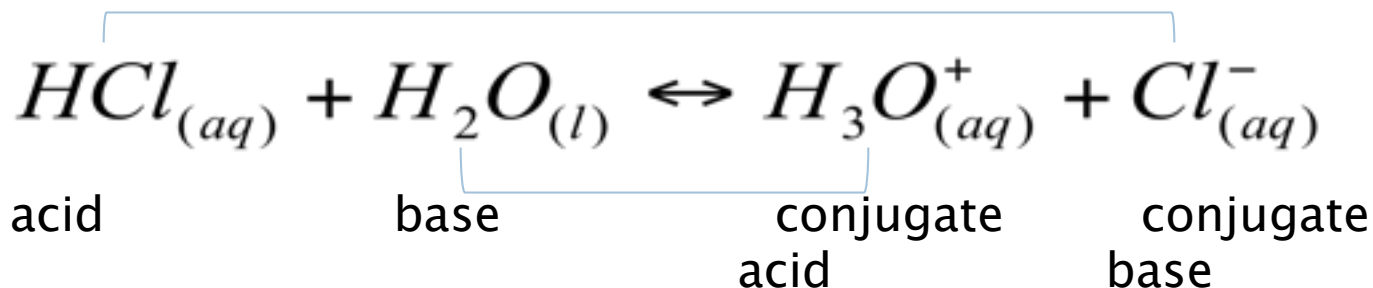 HCl₍aq₎ + H₂O₍l₎ ↔ H₃O⁺₍aq₎ + Cl⁻₍aq₎
acid base conjugate conjugate
acid base